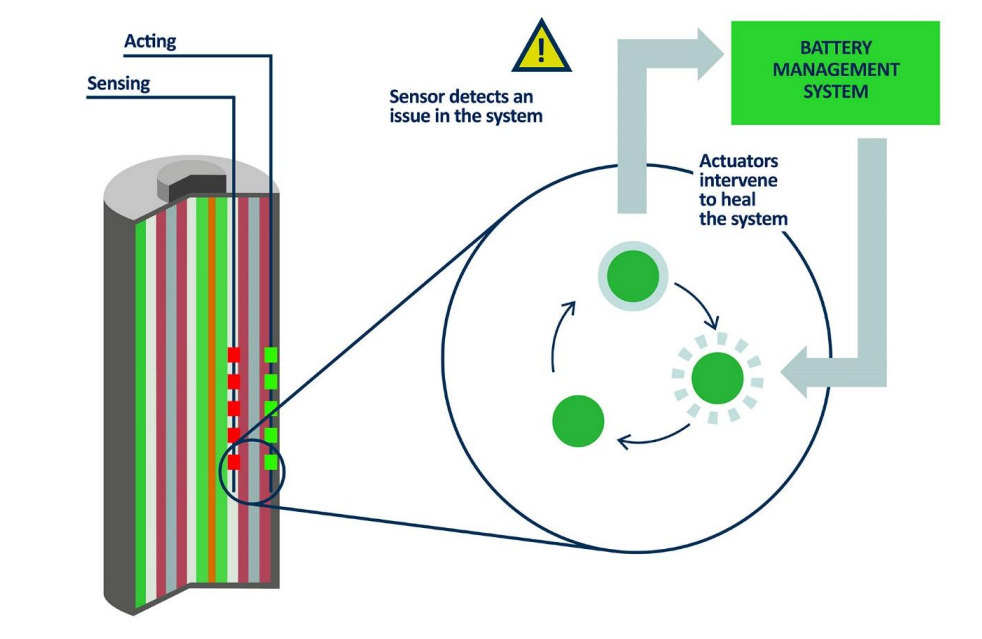 Acting
Sensing
!
Sensor detects an
issue in the system
BATTERY
MANAGEMENT
SYSTEM
Actuators
intervene
to heal
the system